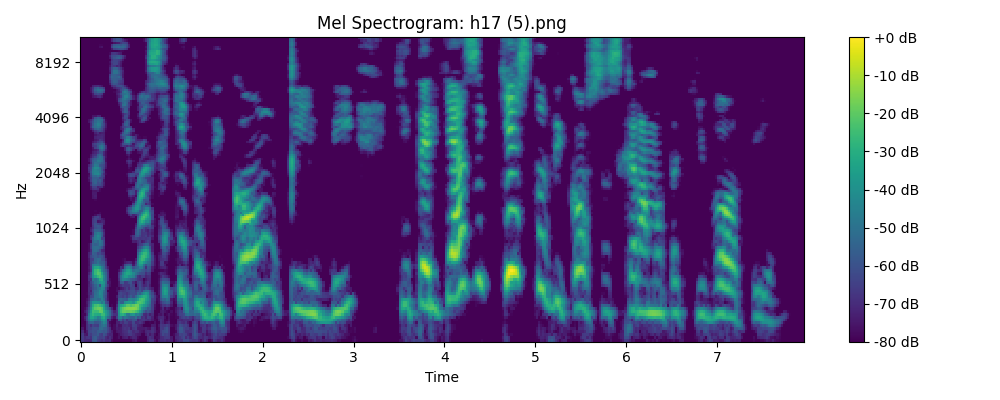 Mel Spectrogram: h17 (5).png
Hz
8192
4096
2048
1024
512
0
0 1 2 3 4 5 6 7
Time
+0 dB
-10 dB
-20 dB
-30 dB
-40 dB
-50 dB
-60 dB
-70 dB
-80 dB